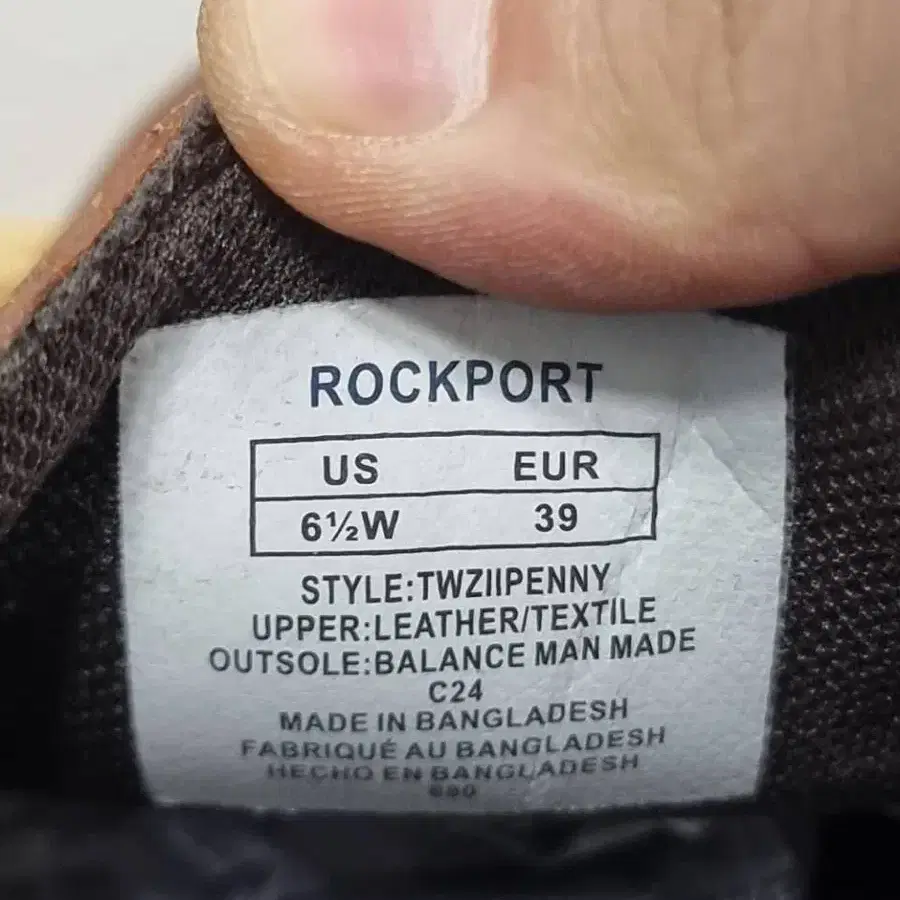 ROCKPORT
US EUR
6½W 39
STYLE:TWZIIPENNY
UPPER:LEATHER/TEXTILE
OUTSOLE:BALANCE MAN MADE
C24
MADE IN BANGLADESH
FABRIQUÉ AU BANGLADESH
HECHO EN BANGLADESH